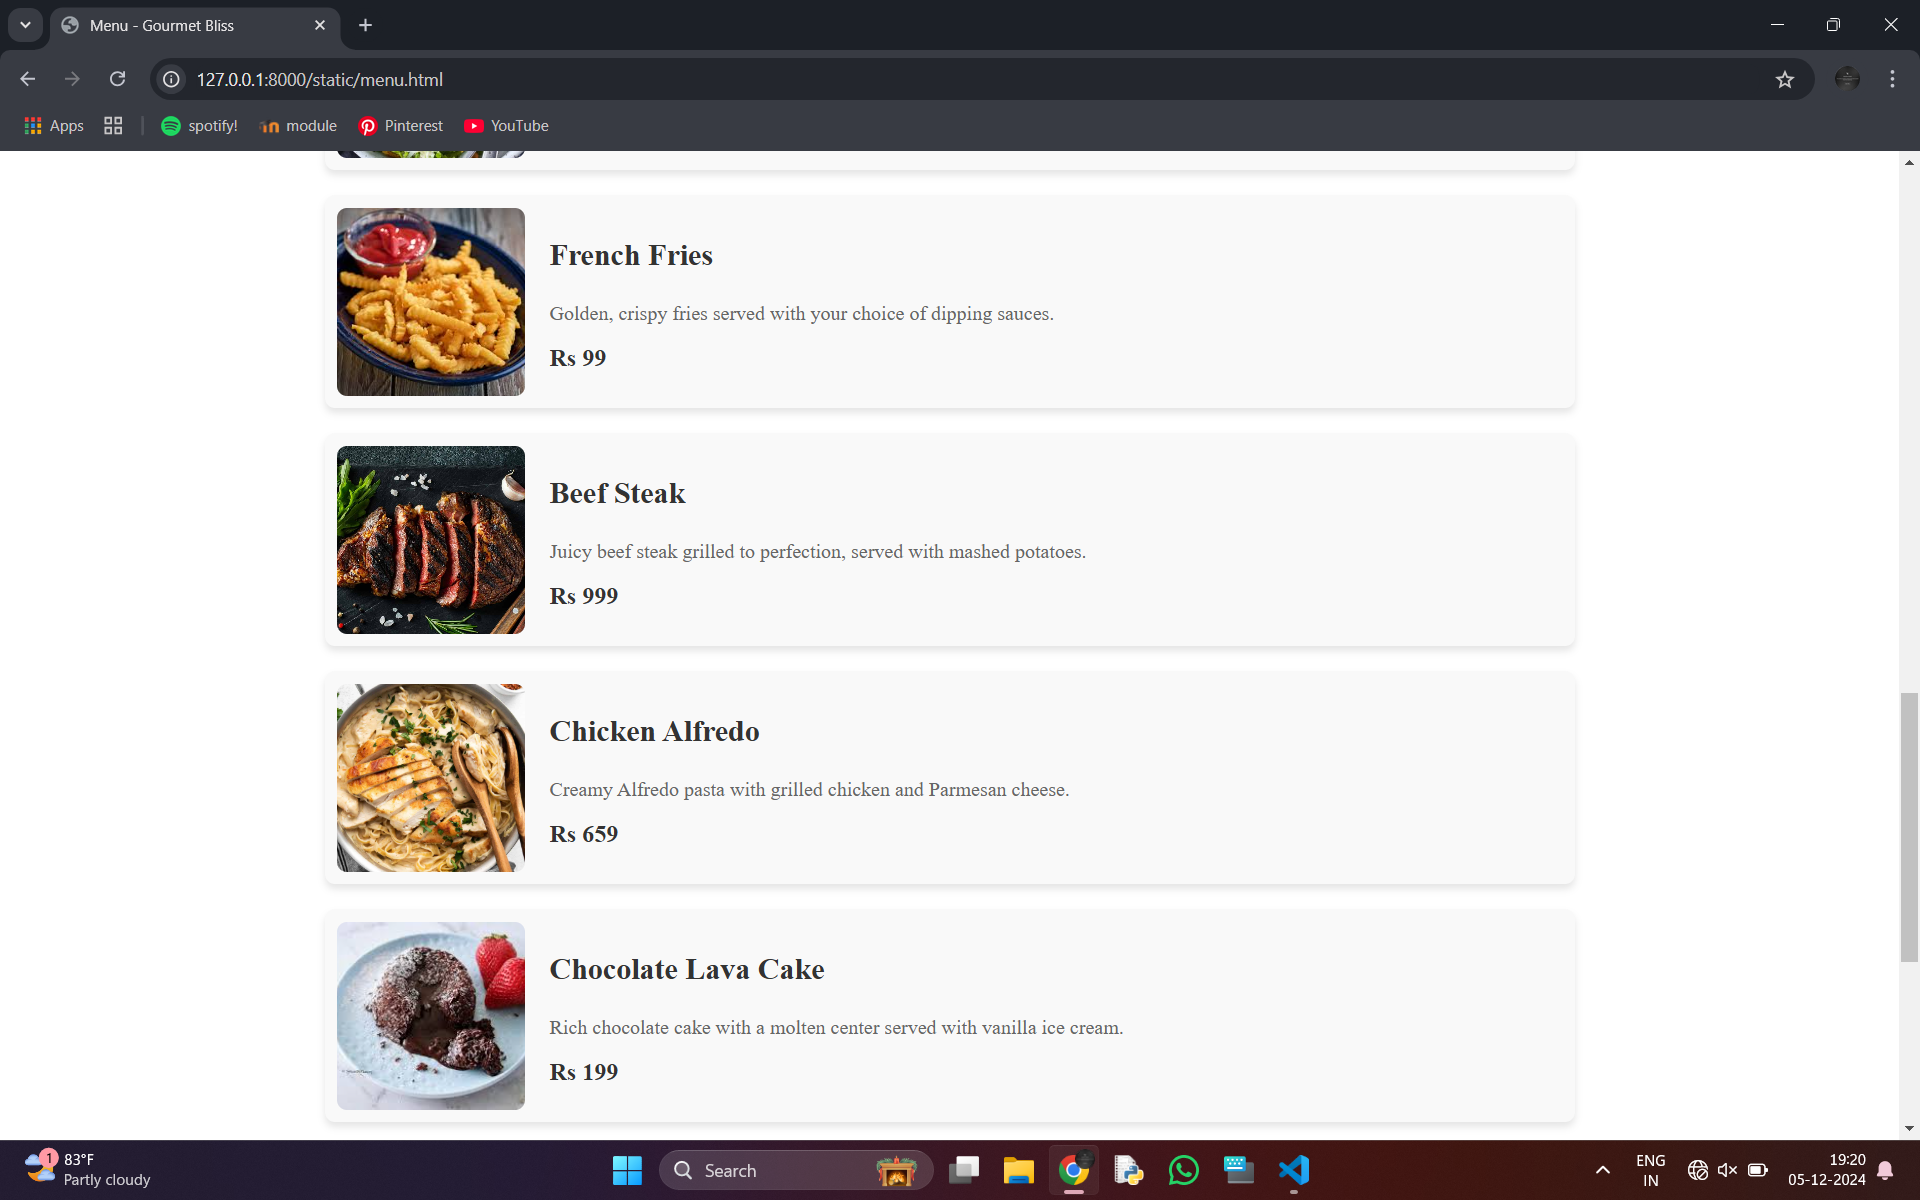 Menu - Gourmet Bliss
127.0.0.1:8000/static/menu.html
Apps
spotify!
module
Pinterest
YouTube
French Fries
Golden, crispy fries served with your choice of dipping sauces.
Rs 99
Beef Steak
Juicy beef steak grilled to perfection, served with mashed potatoes.
Rs 999
Chicken Alfredo
Creamy Alfredo pasta with grilled chicken and Parmesan cheese.
Rs 659
Chocolate Lava Cake
Rich chocolate cake with a molten center served with vanilla ice cream.
Rs 199
1
83°F
Partly cloudy
Search
ENG
IN
19:20
05-12-2024